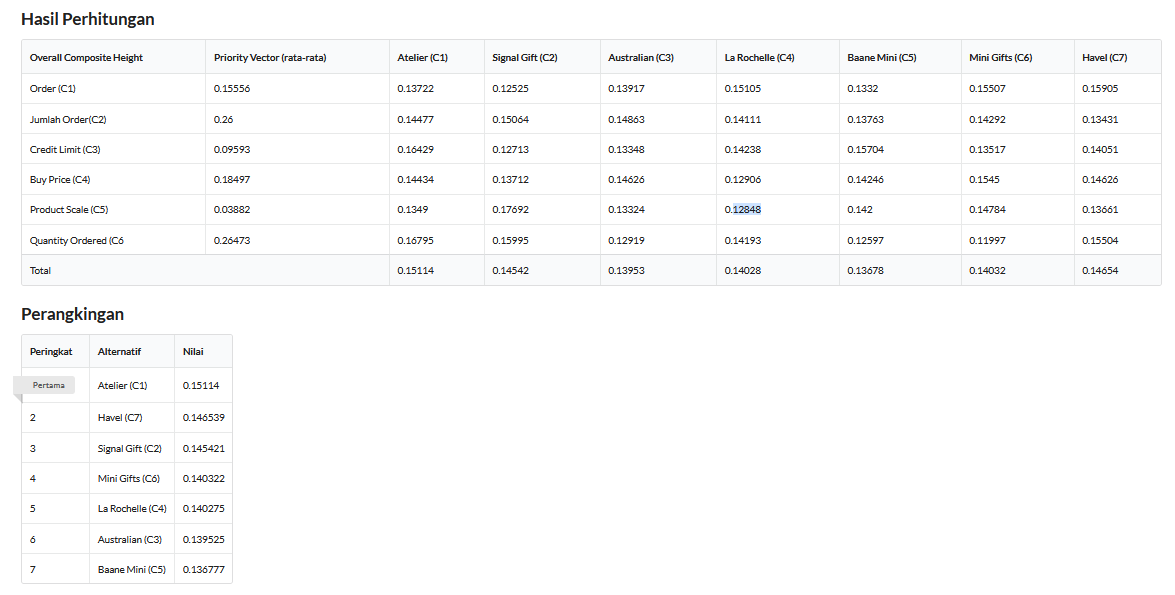 Hasil Perhitungan
Overall Composite Height Priority Vector (rata-rata) Atelier (C1) Signal Gift (C2) Australian (C3) La Rochelle (C4) Baane Mini (C5) Mini Gifts (C6) Havel (C7)
Order (C1) 0.15556 0.13722 0.12525 0.13917 0.15105 0.1332 0.15507 0.15905
Jumlah Order(C2) 0.26 0.14477 0.15064 0.14863 0.14111 0.13763 0.14292 0.13431
Credit Limit (C3) 0.09593 0.16429 0.12713 0.13348 0.14238 0.15704 0.13517 0.14051
Buy Price (C4) 0.18497 0.14434 0.13712 0.14626 0.12906 0.14246 0.1545 0.14626
Product Scale (C5) 0.03882 0.1349 0.17692 0.13324 0.12848 0.142 0.14784 0.13661
Quantity Ordered (C6 0.26473 0.16795 0.15995 0.12919 0.14193 0.12597 0.11997 0.15504
Total 0.15114 0.14542 0.13953 0.14028 0.13678 0.14032 0.14654
Perangkingan
Peringkat Alternatif Nilai
Pertama Atelier (C1) 0.15114
2 Havel (C7) 0.146539
3 Signal Gift (C2) 0.145421
4 Mini Gifts (C6) 0.140322
5 La Rochelle (C4) 0.140275
6 Australian (C3) 0.139525
7 Baane Mini (C5) 0.136777